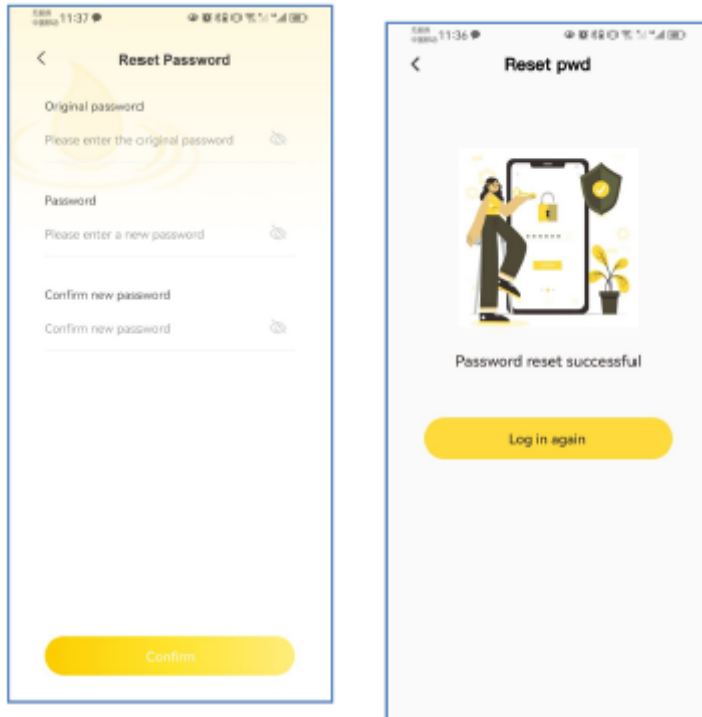 11:37
Reset Password
Original password
Please enter the original password
Password
Please enter a new password
Confirm new password
Confirm new password
Confirm
11:36
Reset pwd
Password reset successful
Log in again